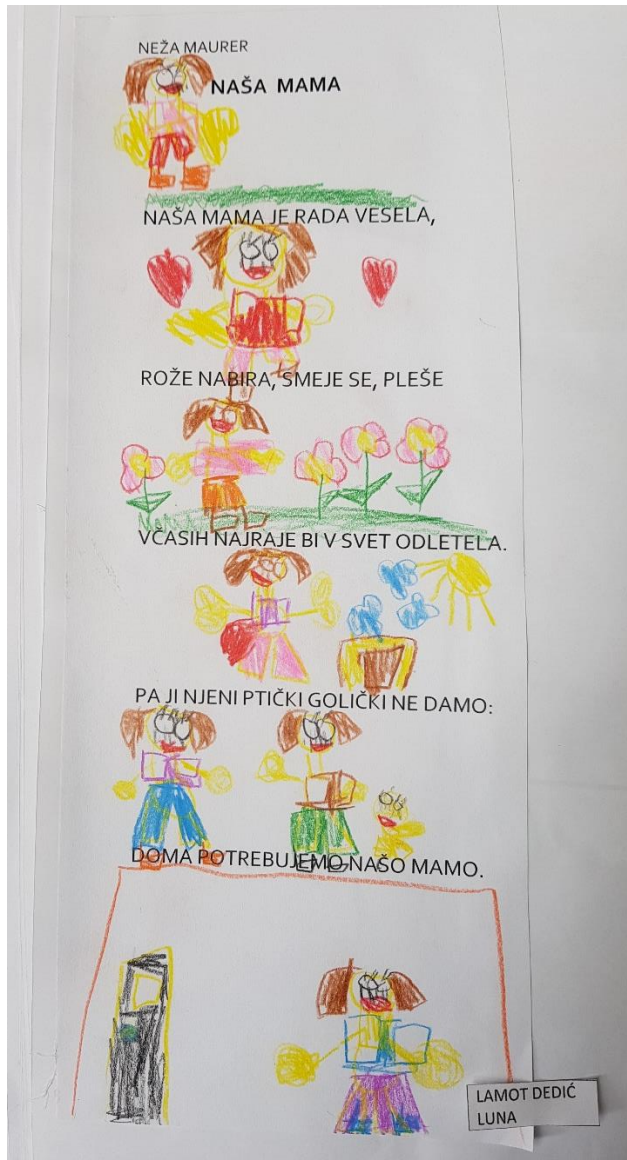 NEŽA MAURER
NAŠA MAMA
NAŠA MAMA JE RADA VESELA,
ROŽE NABIRA, SMEJE SE, PLEŠE
VČASIH NAJRAJE BI V SVET ODLETELA.
PA JI NJENI PTIČKI GOLIČKI NE DAMO:
DOMA POTREBUJEMO NAŠO MAMO.
LAMOT DEDIĆ
LUNA